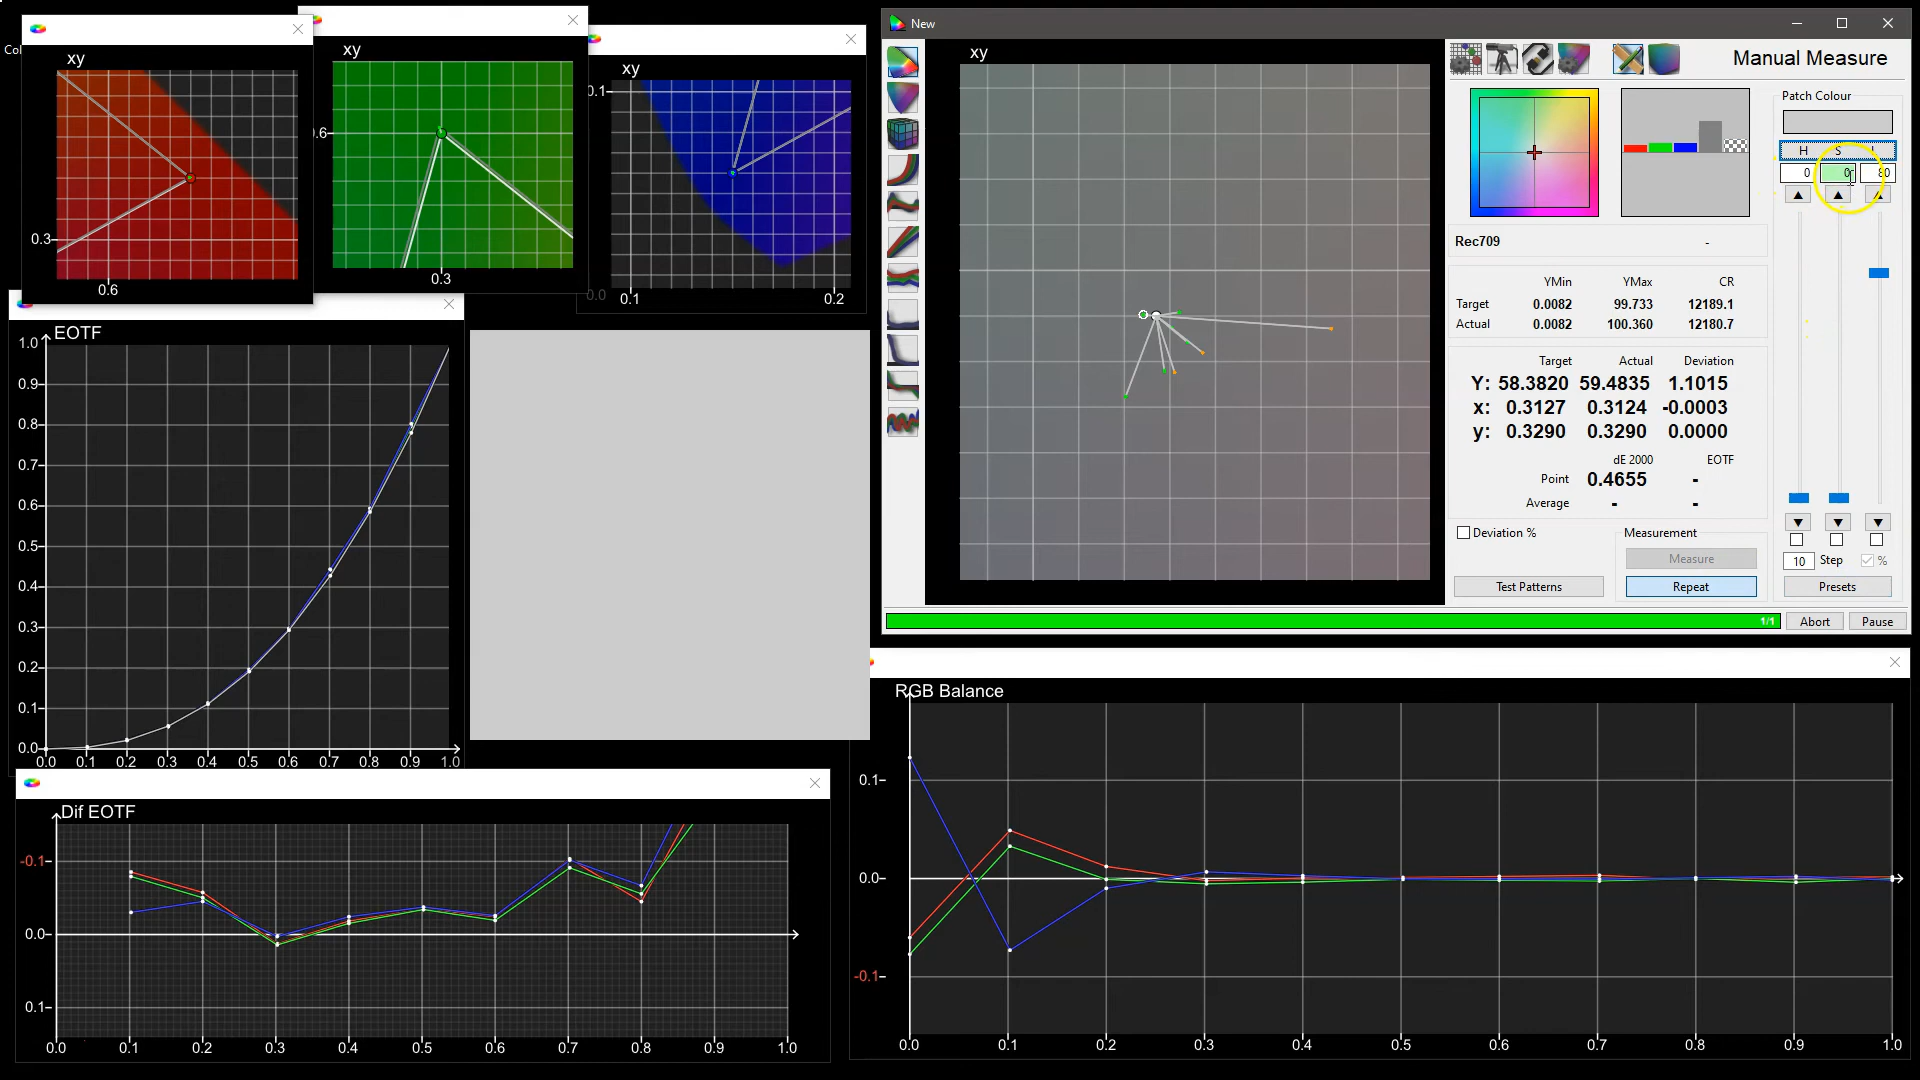 Col
xy
0.3
0.6
xy
0.6
0.3
xy
0.1
0.0
0.1
0.2
EOTF
1.0
0.9
0.8
0.7
0.6
0.5
0.4
0.3
0.2
0.1
0.0
0.0 0.1 0.2 0.3 0.4 0.5 0.6 0.7 0.8 0.9 1.0
Dif EOTF
-0.1
0.0
0.1
0.0 0.1 0.2 0.3 0.4 0.5 0.6 0.7 0.8 0.9 1.0
New
xy
Manual Measure
Patch Colour
H S L
0 0 80
Rec709 -
YMin YMax CR
Target 0.0082 99.733 12189.1
Actual 0.0082 100.360 12180.7
Target Actual Deviation
Y: 58.3820 59.4835 1.1015
x: 0.3127 0.3124 -0.0003
y: 0.3290 0.3290 0.0000
dE 2000 EOTF
Point 0.4655 -
Average - -
Deviation %
Measurement
Measure
10 Step %
Test Patterns
Repeat
Presets
1/1
Abort
Pause
RGB Balance
0.1
0.0
-0.1
0.0 0.1 0.2 0.3 0.4 0.5 0.6 0.7 0.8 0.9 1.0